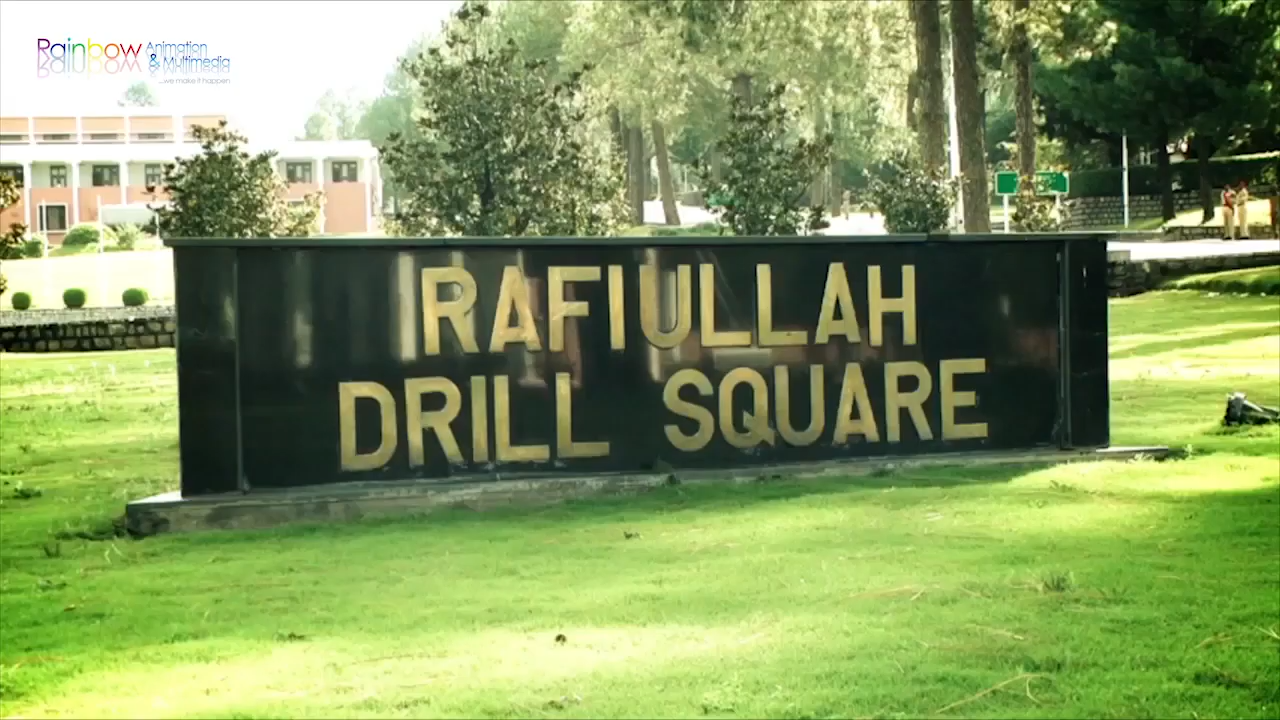 Rainbow Animation
& Multimedia
...we make it happen
RAFIULLAH
DRILL SQUARE